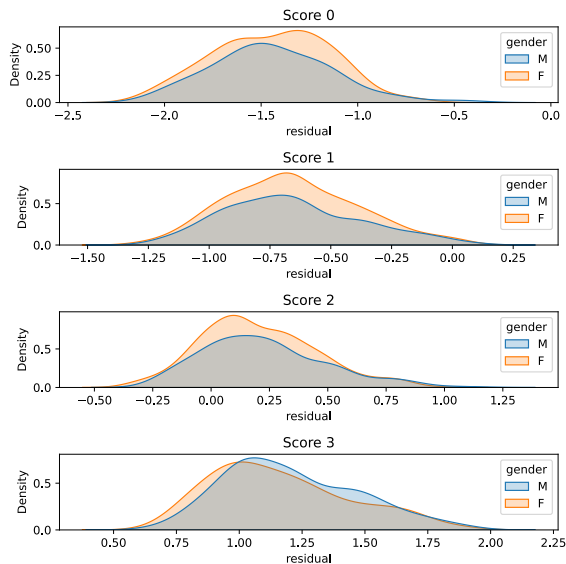 Score 0
Density
0.50
0.00
gender
M
F
−2.5 −2.0 −1.5 −1.0 −0.5 0.0
residual
Score 1
Density
0.5
0.0
gender
M
F
−1.50 −1.25 −1.00 −0.75 −0.50 −0.25 0.00 0.25
residual
Score 2
Density
0.5
0.0
gender
M
F
−0.50 −0.25 0.00 0.25 0.50 0.75 1.00 1.25
residual
Score 3
Density
0.5
0.0
gender
M
F
0.50 0.75 1.00 1.25 1.50 1.75 2.00 2.25
residual